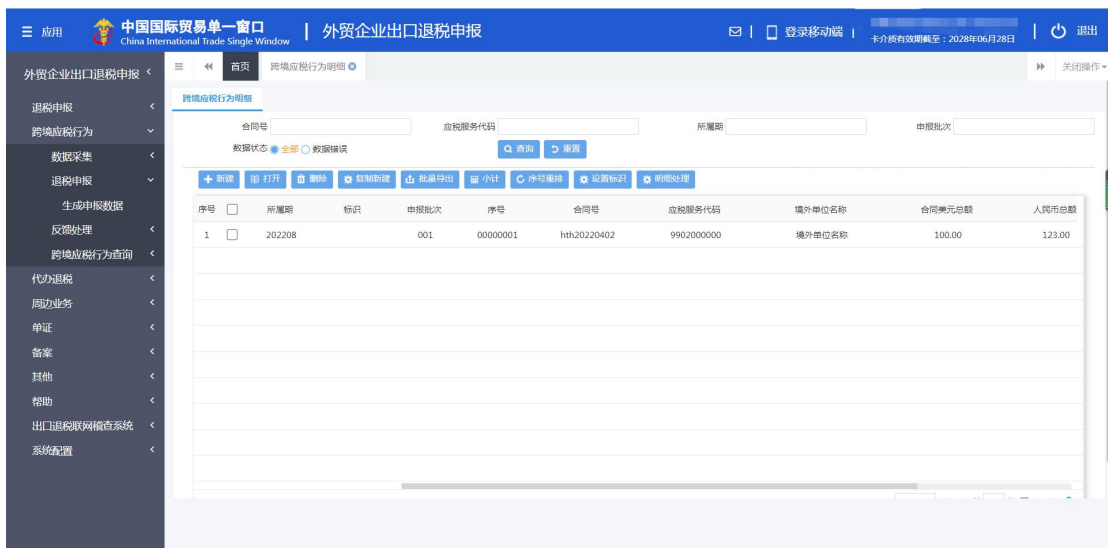 应用 中国国际贸易单一窗口 China International Trade Single Window 外贸企业出口退税申报 登录移动端 退出
卡介质有效期截至：2028年06月28日
外贸企业出口退税申报
首页 跨境应税行为明细 关闭操作
退税申报
跨境应税行为
数据采集
退税申报
生成申报数据
反馈处理
跨境应税行为查询
代办退税
周边业务
单证
备案
其他
帮助
出口退税联网稽查系统
系统配置
跨境应税行为明细
合同号 应税服务代码 所属期 申报批次
数据状态 全部 数据错误 查询 重置
新建 打开 删除 复制新建 批量导出 小计 序号重排 设置标识 明细处理
序号 所属期 标识 申报批次 序号 合同号 应税服务代码 境外单位名称 合同美元总额 人民币总额
1 202208 001 00000001 hth20220402 9902000000 境外单位名称 100.00 123.00